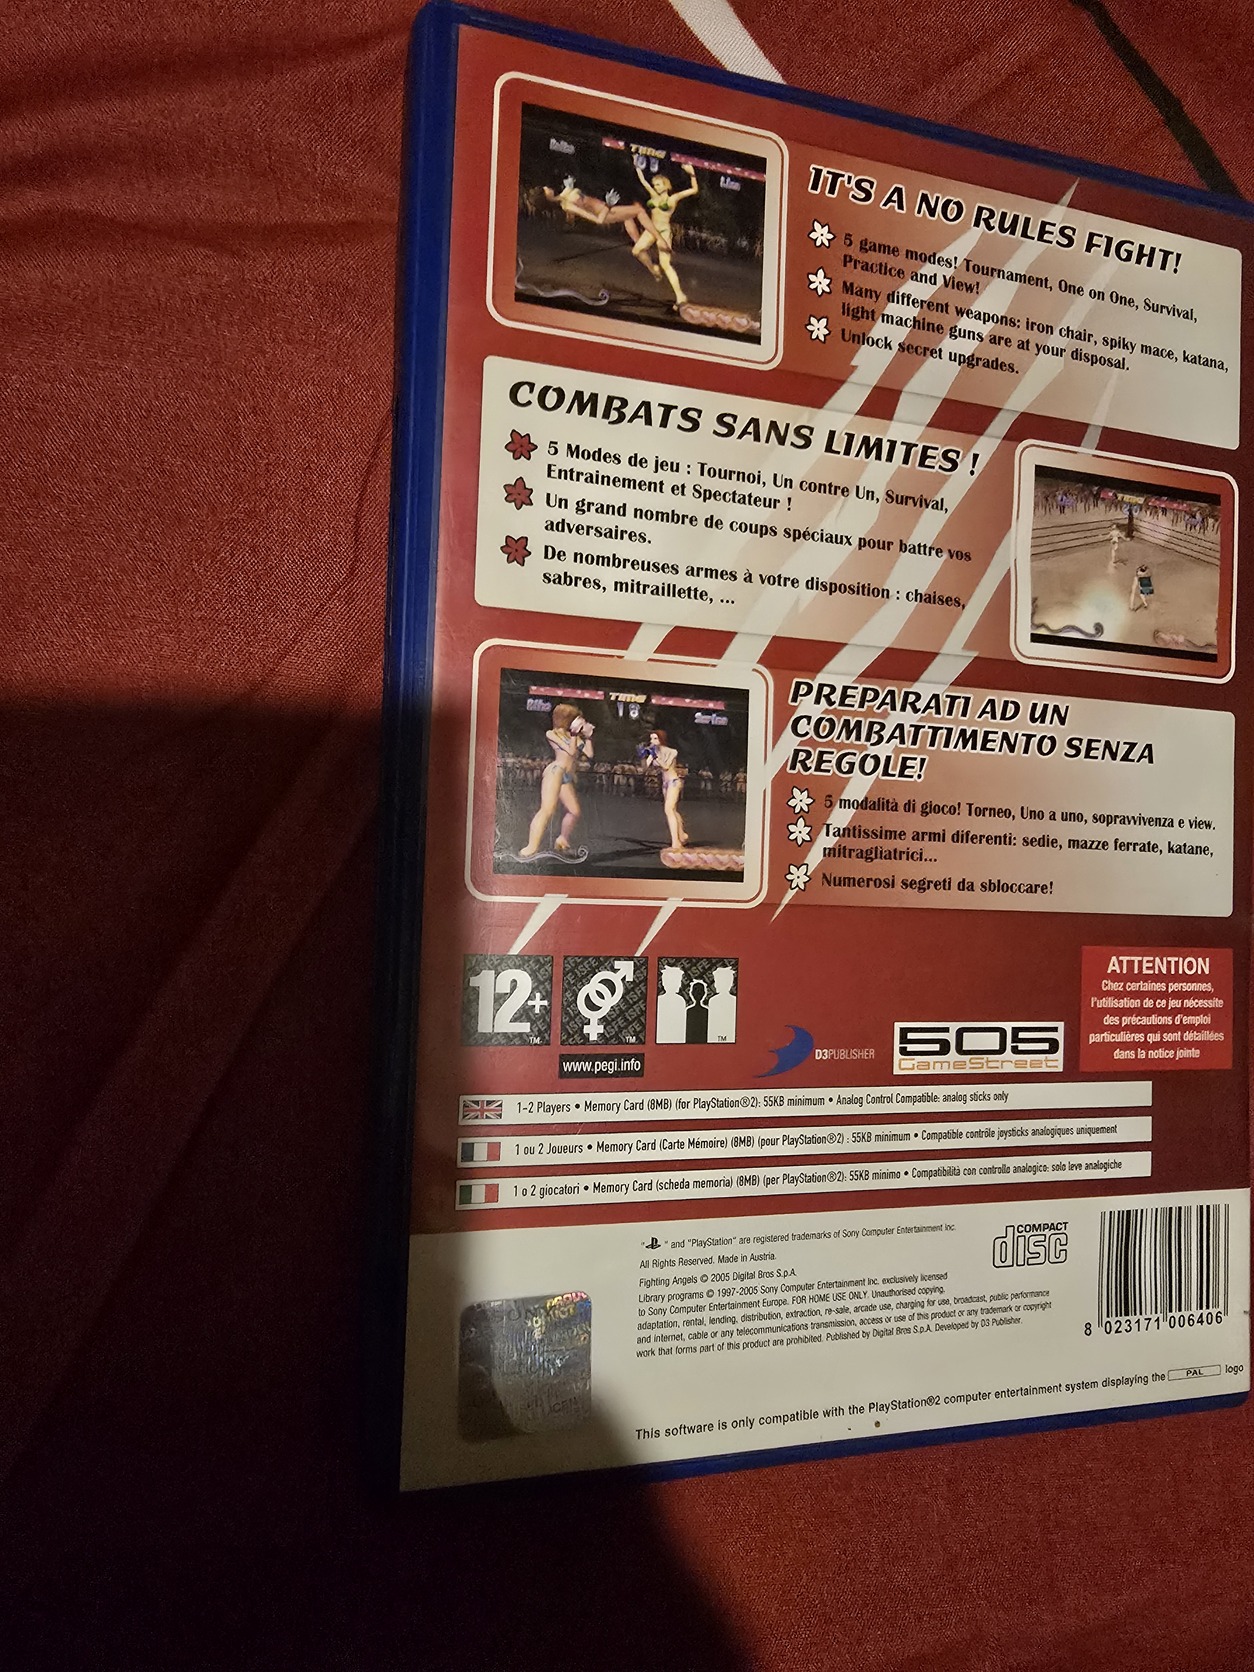 TIME
Lisa
IT'S A NO RULES FIGHT!
5 game modes! Tournament, One on One, Survival,
Practice and View!
Many different weapons: iron chair, spiky mace, katana,
light machine guns are at your disposal.
Unlock secret upgrades.
COMBATS SANS LIMITES !
5 Modes de jeu : Tournoi, Un contre Un, Survival,
Entrainement et Spectateur !
Un grand nombre de coups spéciaux pour battre vos
adversaires.
De nombreuses armes à votre disposition : chaises,
sabres, mitraillette, ...
TIME
TIME
18
PREPARATI AD UN
COMBATTIMENTO SENZA
REGOLE!
5 modalità di gioco! Torneo, Uno a uno, sopravvivenza e view.
Tantissime armi diferenti: sedie, mazze ferrate, katane,
mitragliatrici...
Numerosi segreti da sbloccare!
12+
TM
TM
TM
www.pegi.info
D3PUBLISHER
505
GameStreet
ATTENTION
Chez certaines personnes,
l'utilisation de ce jeu nécessite
des précautions d'emploi
particulières qui sont détaillées
dans la notice jointe
1-2 Players • Memory Card (8MB) (for PlayStation®2): 55KB minimum • Analog Control Compatible: analog sticks only
1 ou 2 Joueurs • Memory Card (Carte Mémoire) (8MB) (pour PlayStation®2) : 55KB minimum • Compatible contrôle joysticks analogiques uniquement
1 o 2 giocatori • Memory Card (scheda memoria) (8MB) (per PlayStation®2): 55KB minimo • Compatibilità con controllo analogico: solo leve analogiche
" " and "PlayStation" are registered trademarks of Sony Computer Entertainment Inc.
All Rights Reserved. Made in Austria.
Fighting Angels © 2005 Digital Bros S.p.A.
Library programs © 1997-2005 Sony Computer Entertainment Inc. exclusively licensed
to Sony Computer Entertainment Europe. FOR HOME USE ONLY. Unauthorised copying,
adaptation, rental, lending, distribution, extraction, re-sale, arcade use, charging for use, broadcast, public performance
and internet, cable or any telecommunications transmission, access or use of this product or any trademark or copyright
work that forms part of this product are prohibited. Published by Digital Bros S.p.A. Developed by D3 Publisher.
COMPACT
disc
8 023171 006406
This software is only compatible with the PlayStation®2 computer entertainment system displaying the PAL logo